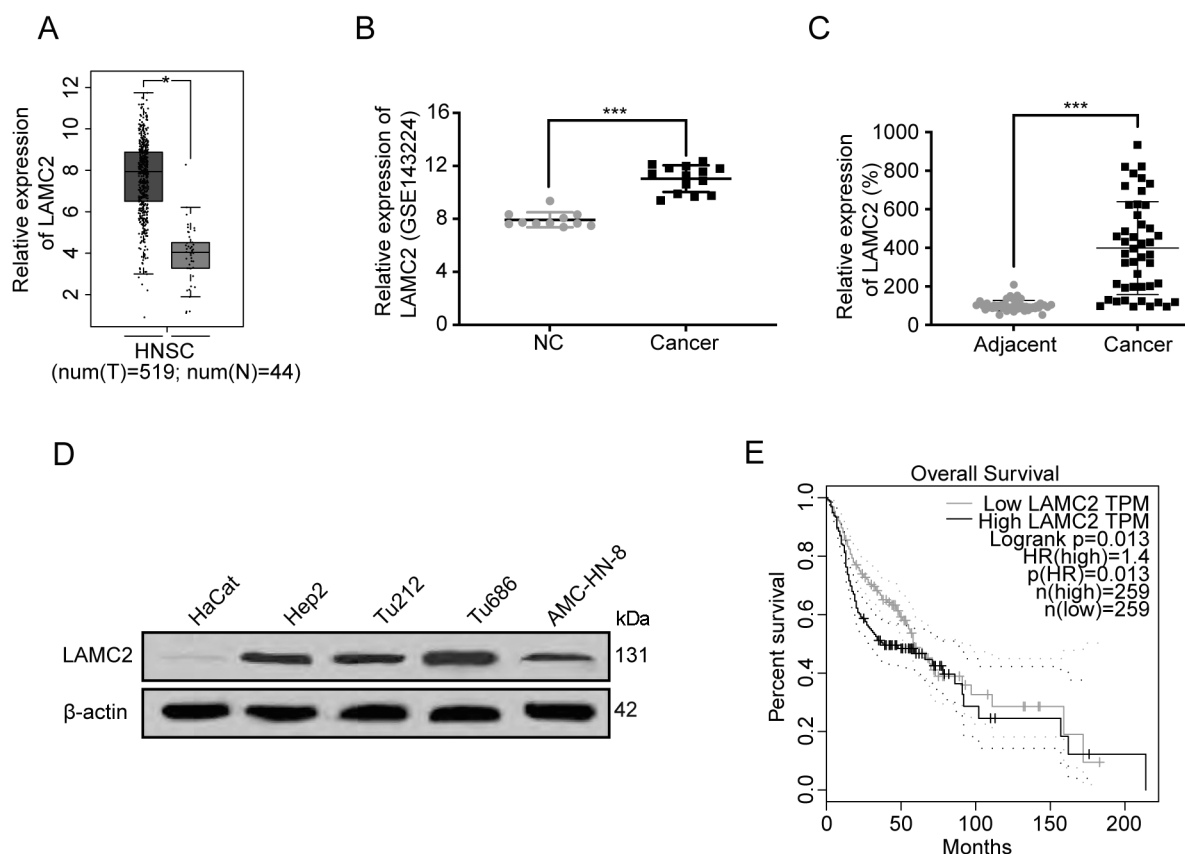 A
Relative expression
of LAMC2
12
10
8
6
4
2
*
HNSC
(num(T)=519; num(N)=44)
B
Relative expression of
LAMC2 (GSE143224)
16
12
8
4
0
***
NC
Cancer
C
Relative expression
of LAMC2 (%)
1000
800
600
400
200
0
***
Adjacent
Cancer
D
HaCat
Hep2
Tu212
Tu686
AMC-HN-8
kDa
LAMC2
131
β-actin
42
E
Overall Survival
Low LAMC2 TPM
High LAMC2 TPM
Logrank p=0.013
HR(high)=1.4
p(HR)=0.013
n(high)=259
n(low)=259
Percent survival
1.0
0.8
0.6
0.4
0.2
0.0
0
50
100
150
200
Months